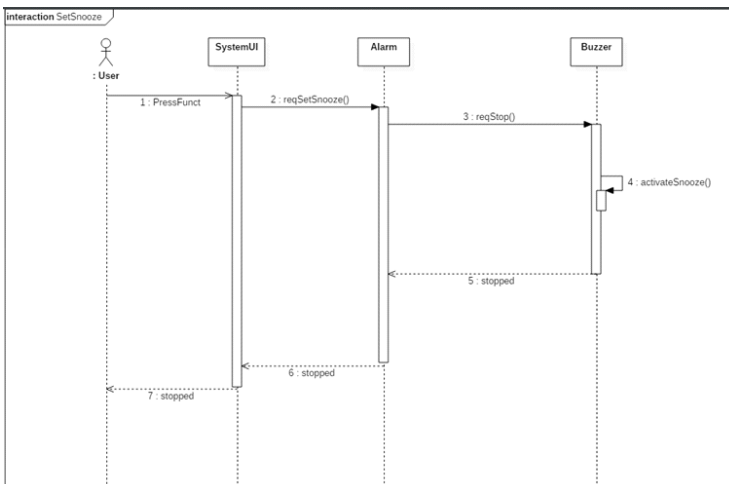 interaction SetSnooze
SystemUI
Alarm
Buzzer
: User
1 : PressFunct
2 : reqSetSnooze()
3 : reqStop()
4 : activateSnooze()
5 : stopped
6 : stopped
7 : stopped